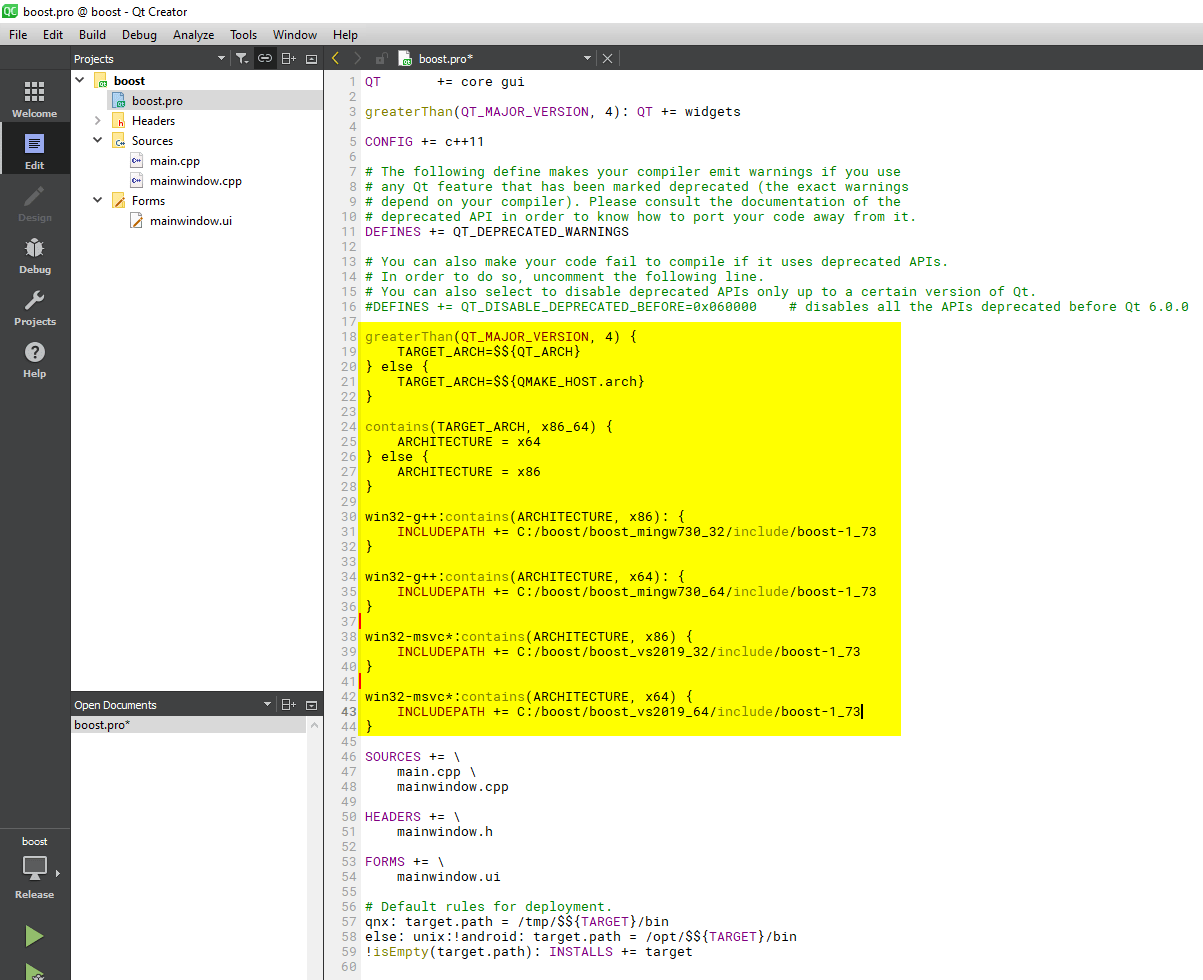 boost.pro @ boost - Qt Creator
File Edit Build Debug Analyze Tools Window Help
Projects
boost.pro*
Welcome
Edit
Design
Debug
Projects
Help
boost
boost.pro
Headers
Sources
main.cpp
mainwindow.cpp
Forms
mainwindow.ui
Open Documents
boost.pro*
boost
Release
1 QT += core gui
2
3 greaterThan(QT_MAJOR_VERSION, 4): QT += widgets
4
5 CONFIG += c++11
6
7 # The following define makes your compiler emit warnings if you use
8 # any Qt feature that has been marked deprecated (the exact warnings
9 # depend on your compiler). Please consult the documentation of the
10 # deprecated API in order to know how to port your code away from it.
11 DEFINES += QT_DEPRECATED_WARNINGS
12
13 # You can also make your code fail to compile if it uses deprecated APIs.
14 # In order to do so, uncomment the following line.
15 # You can also select to disable deprecated APIs only up to a certain version of Qt.
16 #DEFINES += QT_DISABLE_DEPRECATED_BEFORE=0x060000    # disables all the APIs deprecated before Qt 6.0.0
17
18 greaterThan(QT_MAJOR_VERSION, 4) {
19     TARGET_ARCH=$${QT_ARCH}
20 } else {
21     TARGET_ARCH=$${QMAKE_HOST.arch}
22 }
23
24 contains(TARGET_ARCH, x86_64) {
25     ARCHITECTURE = x64
26 } else {
27     ARCHITECTURE = x86
28 }
29
30 win32-g++:contains(ARCHITECTURE, x86): {
31     INCLUDEPATH += C:/boost/boost_mingw730_32/include/boost-1_73
32 }
33
34 win32-g++:contains(ARCHITECTURE, x64): {
35     INCLUDEPATH += C:/boost/boost_mingw730_64/include/boost-1_73
36 }
37
38 win32-msvc*:contains(ARCHITECTURE, x86) {
39     INCLUDEPATH += C:/boost/boost_vs2019_32/include/boost-1_73
40 }
41
42 win32-msvc*:contains(ARCHITECTURE, x64) {
43     INCLUDEPATH += C:/boost/boost_vs2019_64/include/boost-1_73
44 }
45
46 SOURCES += \
47     main.cpp \
48     mainwindow.cpp
49
50 HEADERS += \
51     mainwindow.h
52
53 FORMS += \
54     mainwindow.ui
55
56 # Default rules for deployment.
57 qnx: target.path = /tmp/$${TARGET}/bin
58 else: unix:!android: target.path = /opt/$${TARGET}/bin
59 !isEmpty(target.path): INSTALLS += target
60